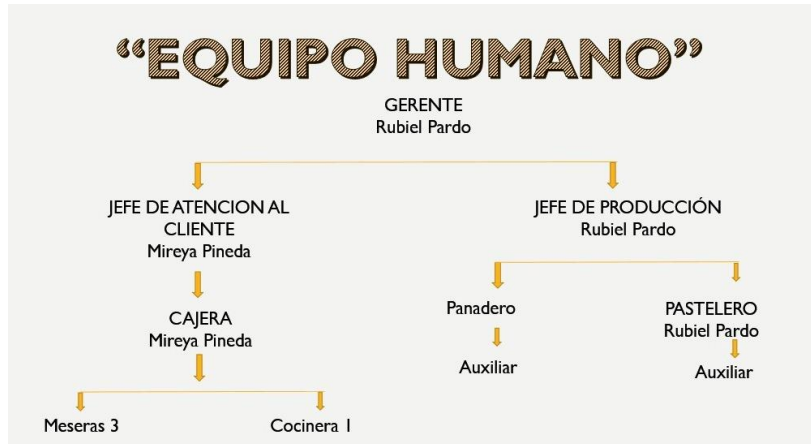 “EQUIPO HUMANO”
GERENTE
Rubiel Pardo
JEFE DE ATENCION AL
CLIENTE
Mireya Pineda
JEFE DE PRODUCCIÓN
Rubiel Pardo
CAJERA
Mireya Pineda
Panadero
PASTELERO
Rubiel Pardo
Auxiliar
Auxiliar
Meseras 3
Cocinera 1